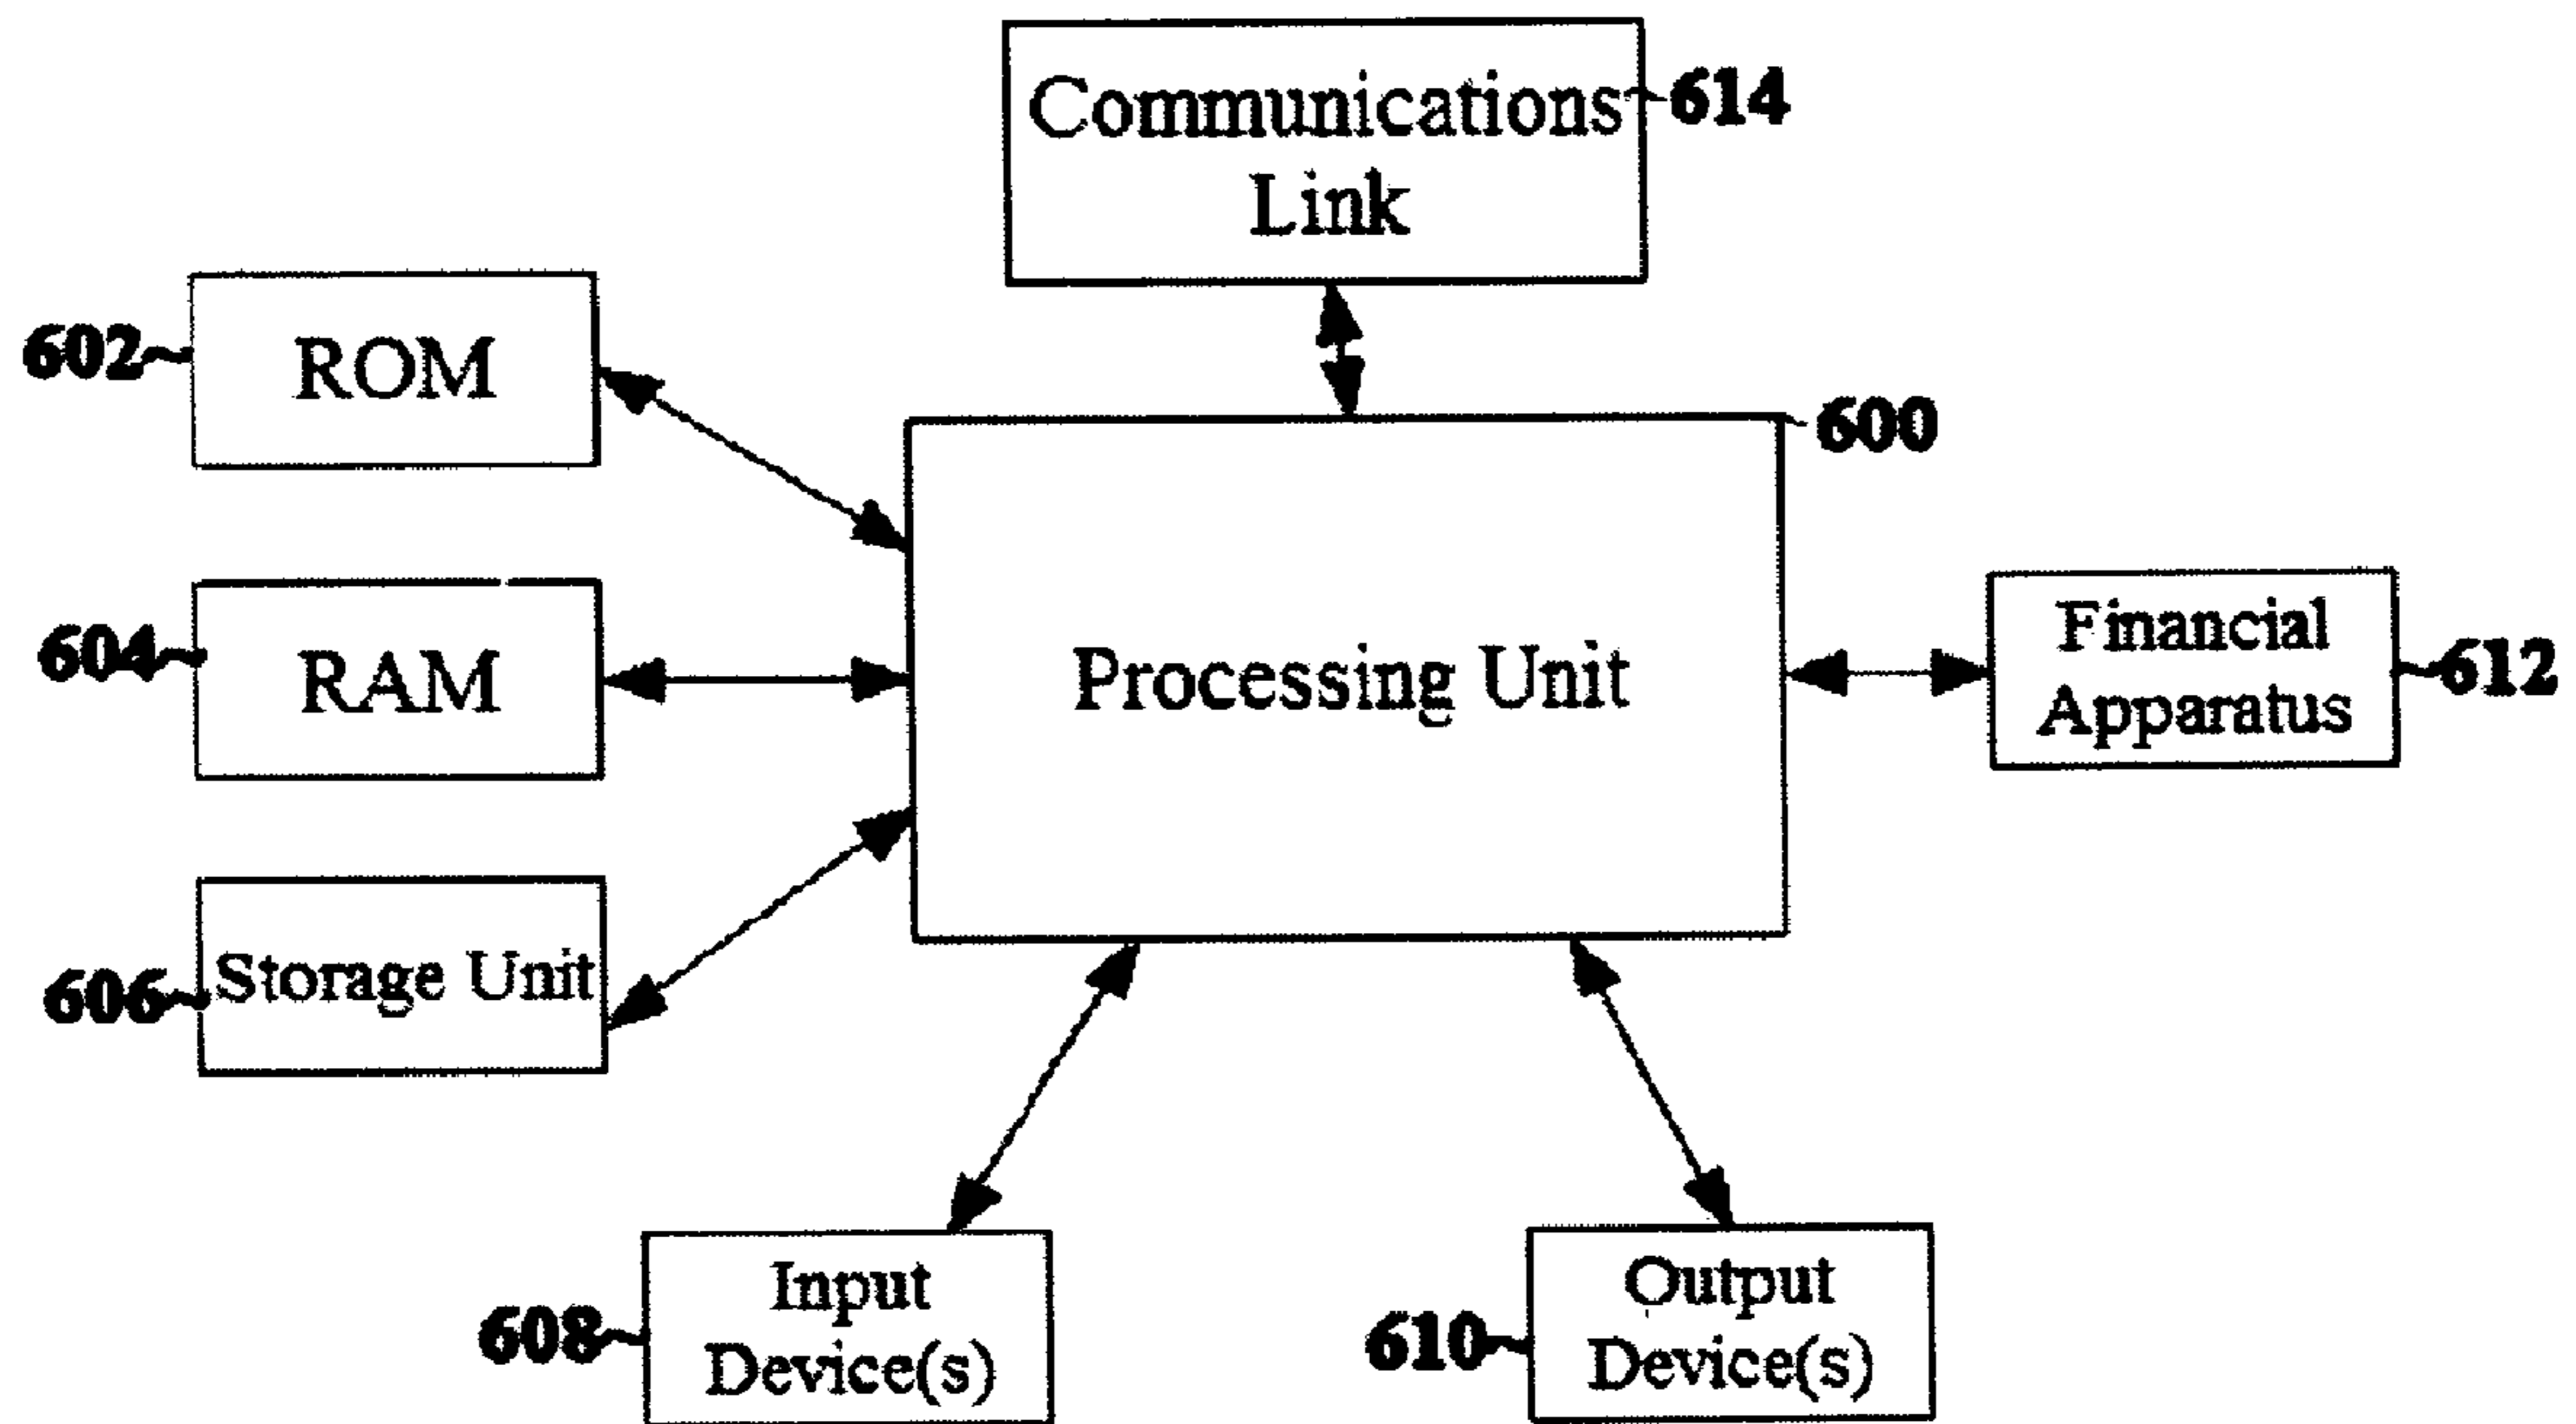 Communications
Link
614
602
ROM
600
604
RAM
Processing Unit
Financial
Apparatus
612
606
Storage Unit
608
Input
Device(s)
610
Output
Device(s)